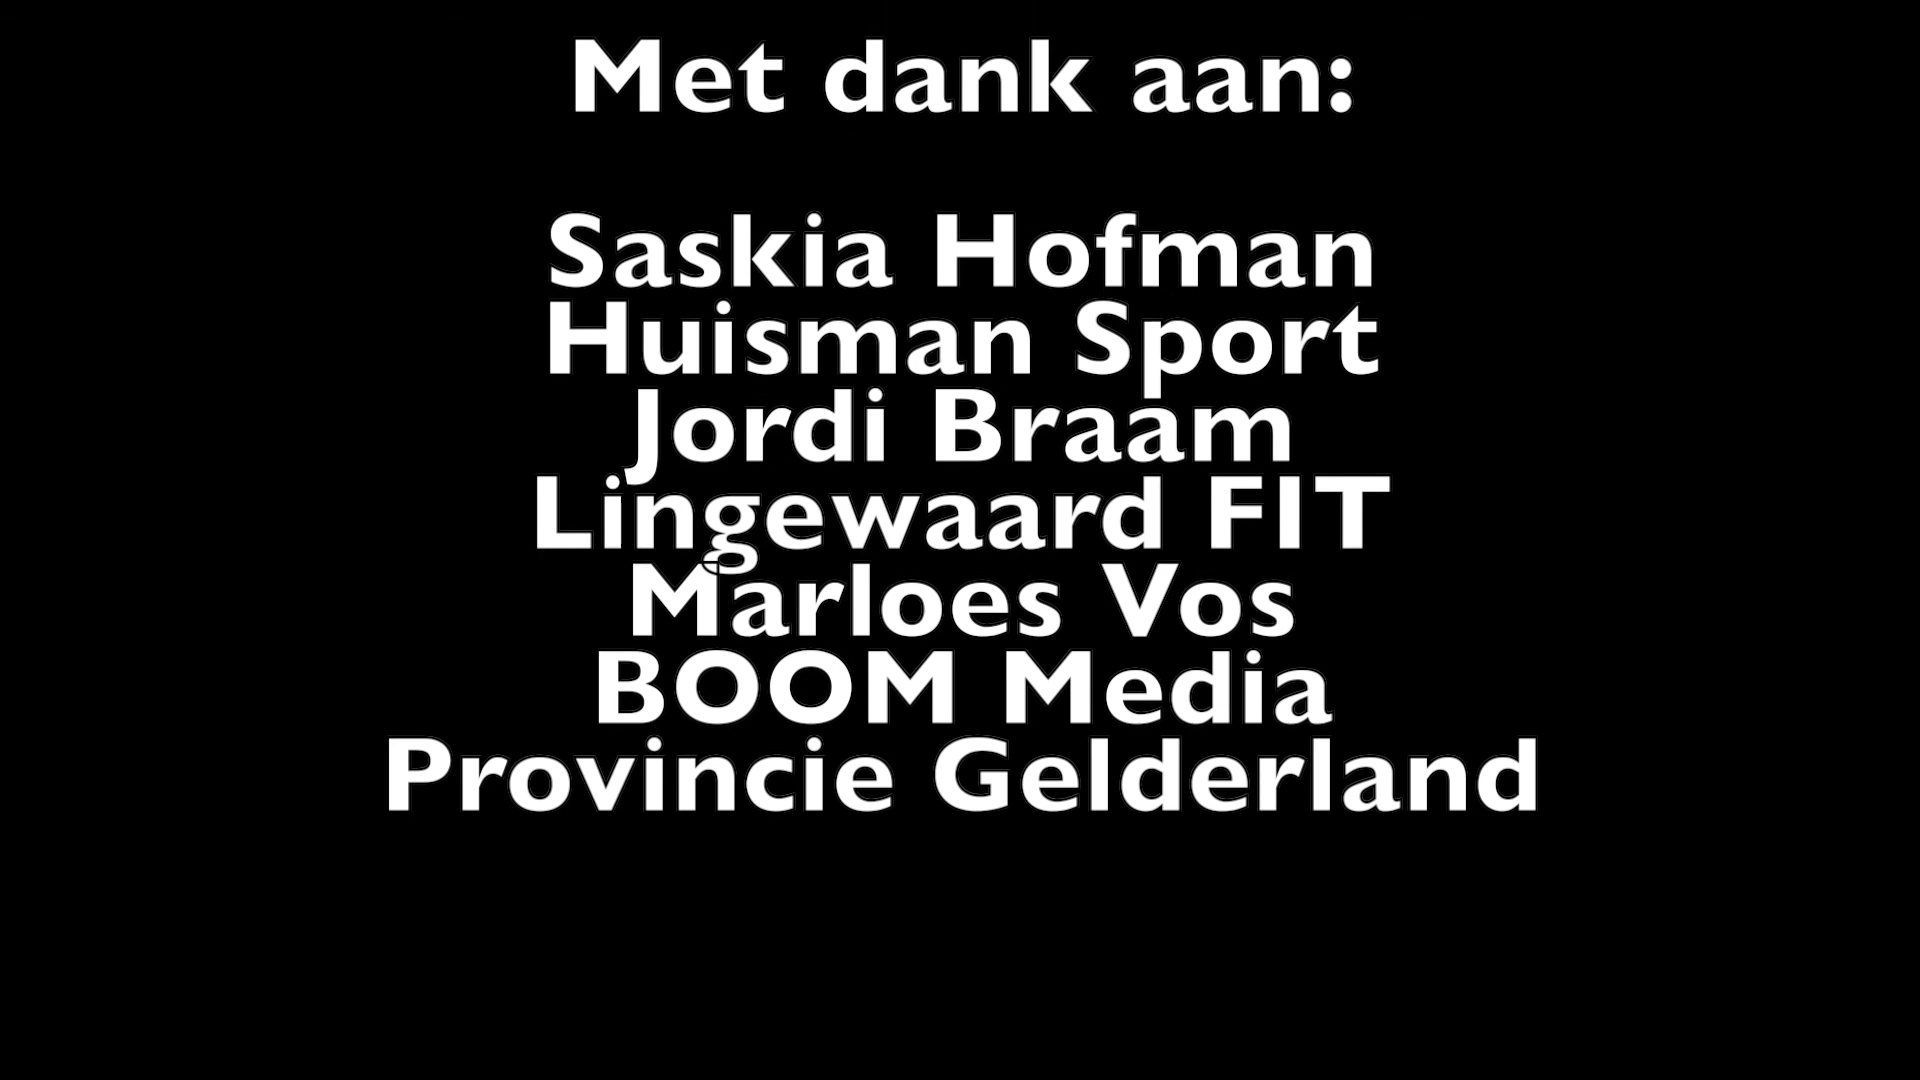 Met dank aan:
Saskia Hofman
Huisman Sport
Jordi Braam
Lingewaard FIT
Marloes Vos
BOOM Media
Provincie Gelderland